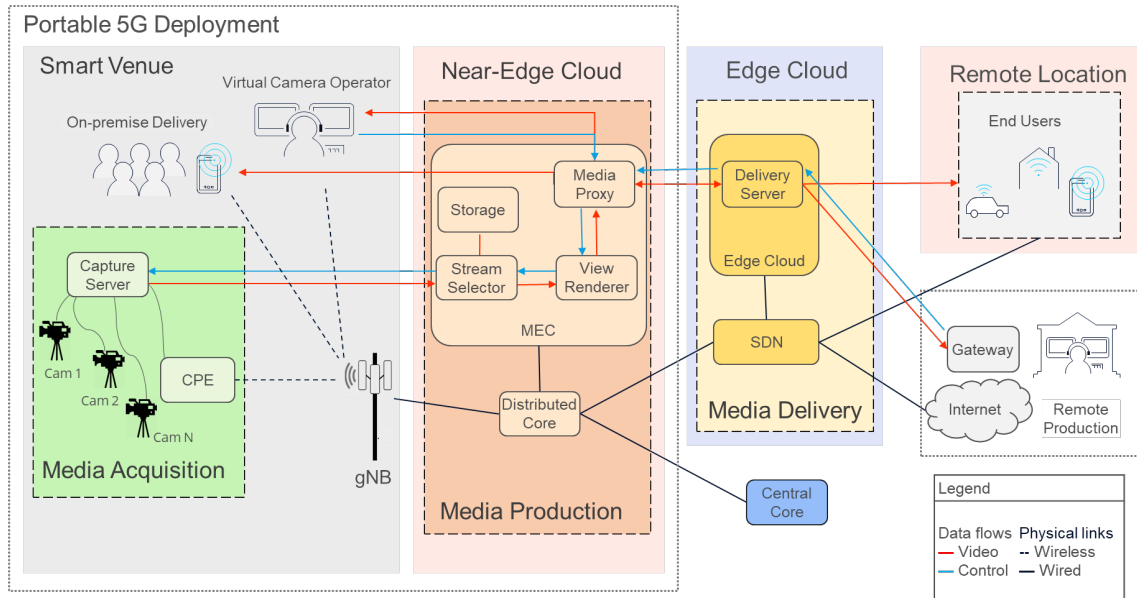 Portable 5G Deployment
Smart Venue
Near-Edge Cloud
Edge Cloud
Remote Location
Virtual Camera Operator
On-premise Delivery
End Users
Media
Proxy
Delivery
Server
Storage
Capture
Server
Stream
Selector
View
Renderer
Edge Cloud
MEC
SDN
Gateway
Cam 1
Cam 2
Cam N
CPE
Distributed
Core
Internet
Remote
Production
Media Delivery
Media Acquisition
gNB
Media Production
Central
Core
Legend
Data flows Physical links
Video Wireless
Control Wired